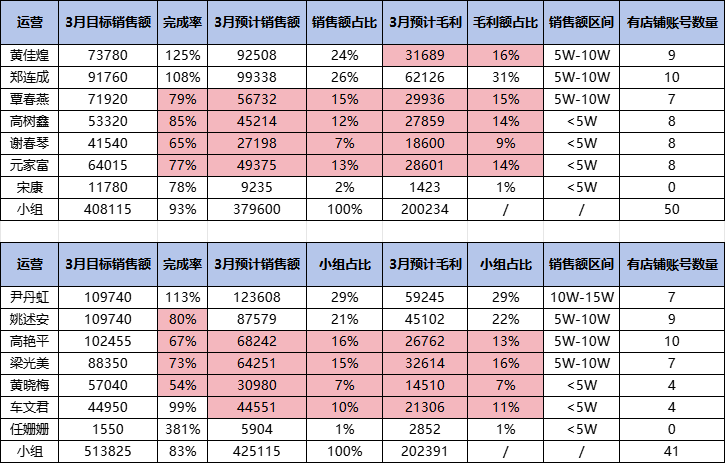 运营 3月目标销售额 完成率 3月预计销售额 销售额占比 3月预计毛利 毛利额占比 销售额区间 有店铺账号数量
黄佳煌 73780 125% 92508 24% 31689 16% 5W-10W 9
郑连成 91760 108% 99338 26% 62126 31% 5W-10W 10
覃春燕 71920 79% 56732 15% 29936 15% 5W-10W 7
高树鑫 53320 85% 45214 12% 27859 14% <5W 8
谢春琴 41540 65% 27198 7% 18600 9% <5W 8
元家富 64015 77% 49375 13% 28601 14% <5W 8
宋康 11780 78% 9235 2% 1423 1% <5W 0
小组 408115 93% 379600 100% 200234 / / 50
运营 3月目标销售额 完成率 3月预计销售额 小组占比 3月预计毛利 小组占比 销售额区间 有店铺账号数量
尹丹虹 109740 113% 123608 29% 59245 29% 10W-15W 7
姚述安 109740 80% 87579 21% 45102 22% 5W-10W 9
高艳平 102455 67% 68242 16% 26762 13% 5W-10W 10
梁光美 88350 73% 64251 15% 32614 16% 5W-10W 7
黄晓梅 57040 54% 30980 7% 14510 7% <5W 4
车文君 44950 99% 44551 10% 21306 11% <5W 4
任姗姗 1550 381% 5904 1% 2852 1% <5W 0
小组 513825 83% 425115 100% 202391 / / 41